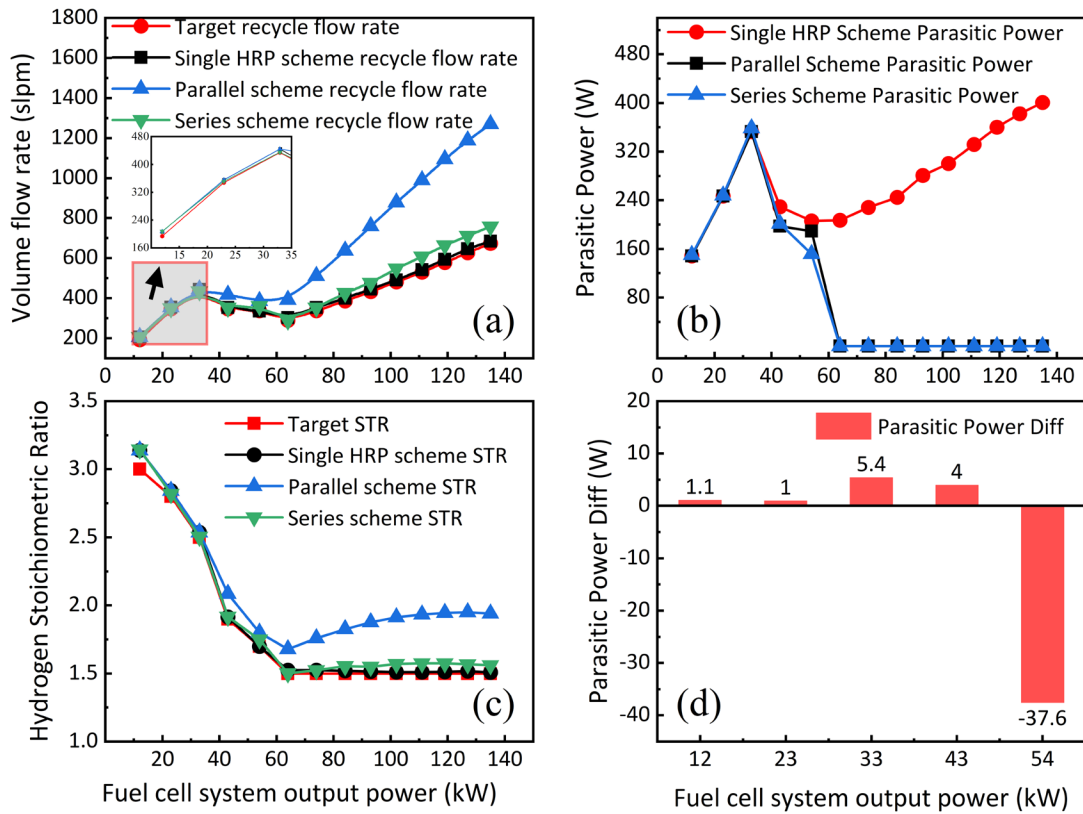 Volume flow rate (slpm)
1800
1600
1400
1200
1000
800
600
400
200
Target recycle flow rate
Single HRP scheme recycle flow rate
Parallel scheme recycle flow rate
Series scheme recycle flow rate
480
400
320
240
160
15 20 25 30 35
(a)
0 20 40 60 80 100 120 140
Parasitic Power (W)
480
400
320
240
160
80
Single HRP Scheme Parasitic Power
Parallel Scheme Parasitic Power
Series Scheme Parasitic Power
(b)
0 20 40 60 80 100 120 140
Hydrogen Stoichiometric Ratio
3.5
3.0
2.5
2.0
1.5
1.0
Target STR
Single HRP scheme STR
Parallel scheme STR
Series scheme STR
(c)
0 20 40 60 80 100 120 140
Fuel cell system output power (kW)
Parasitic Power Diff (W)
20
10
0
-10
-20
-30
-40
Parasitic Power Diff
1.1
1
5.4
4
-37.6
(d)
12 23 33 43 54
Fuel cell system output power (kW)